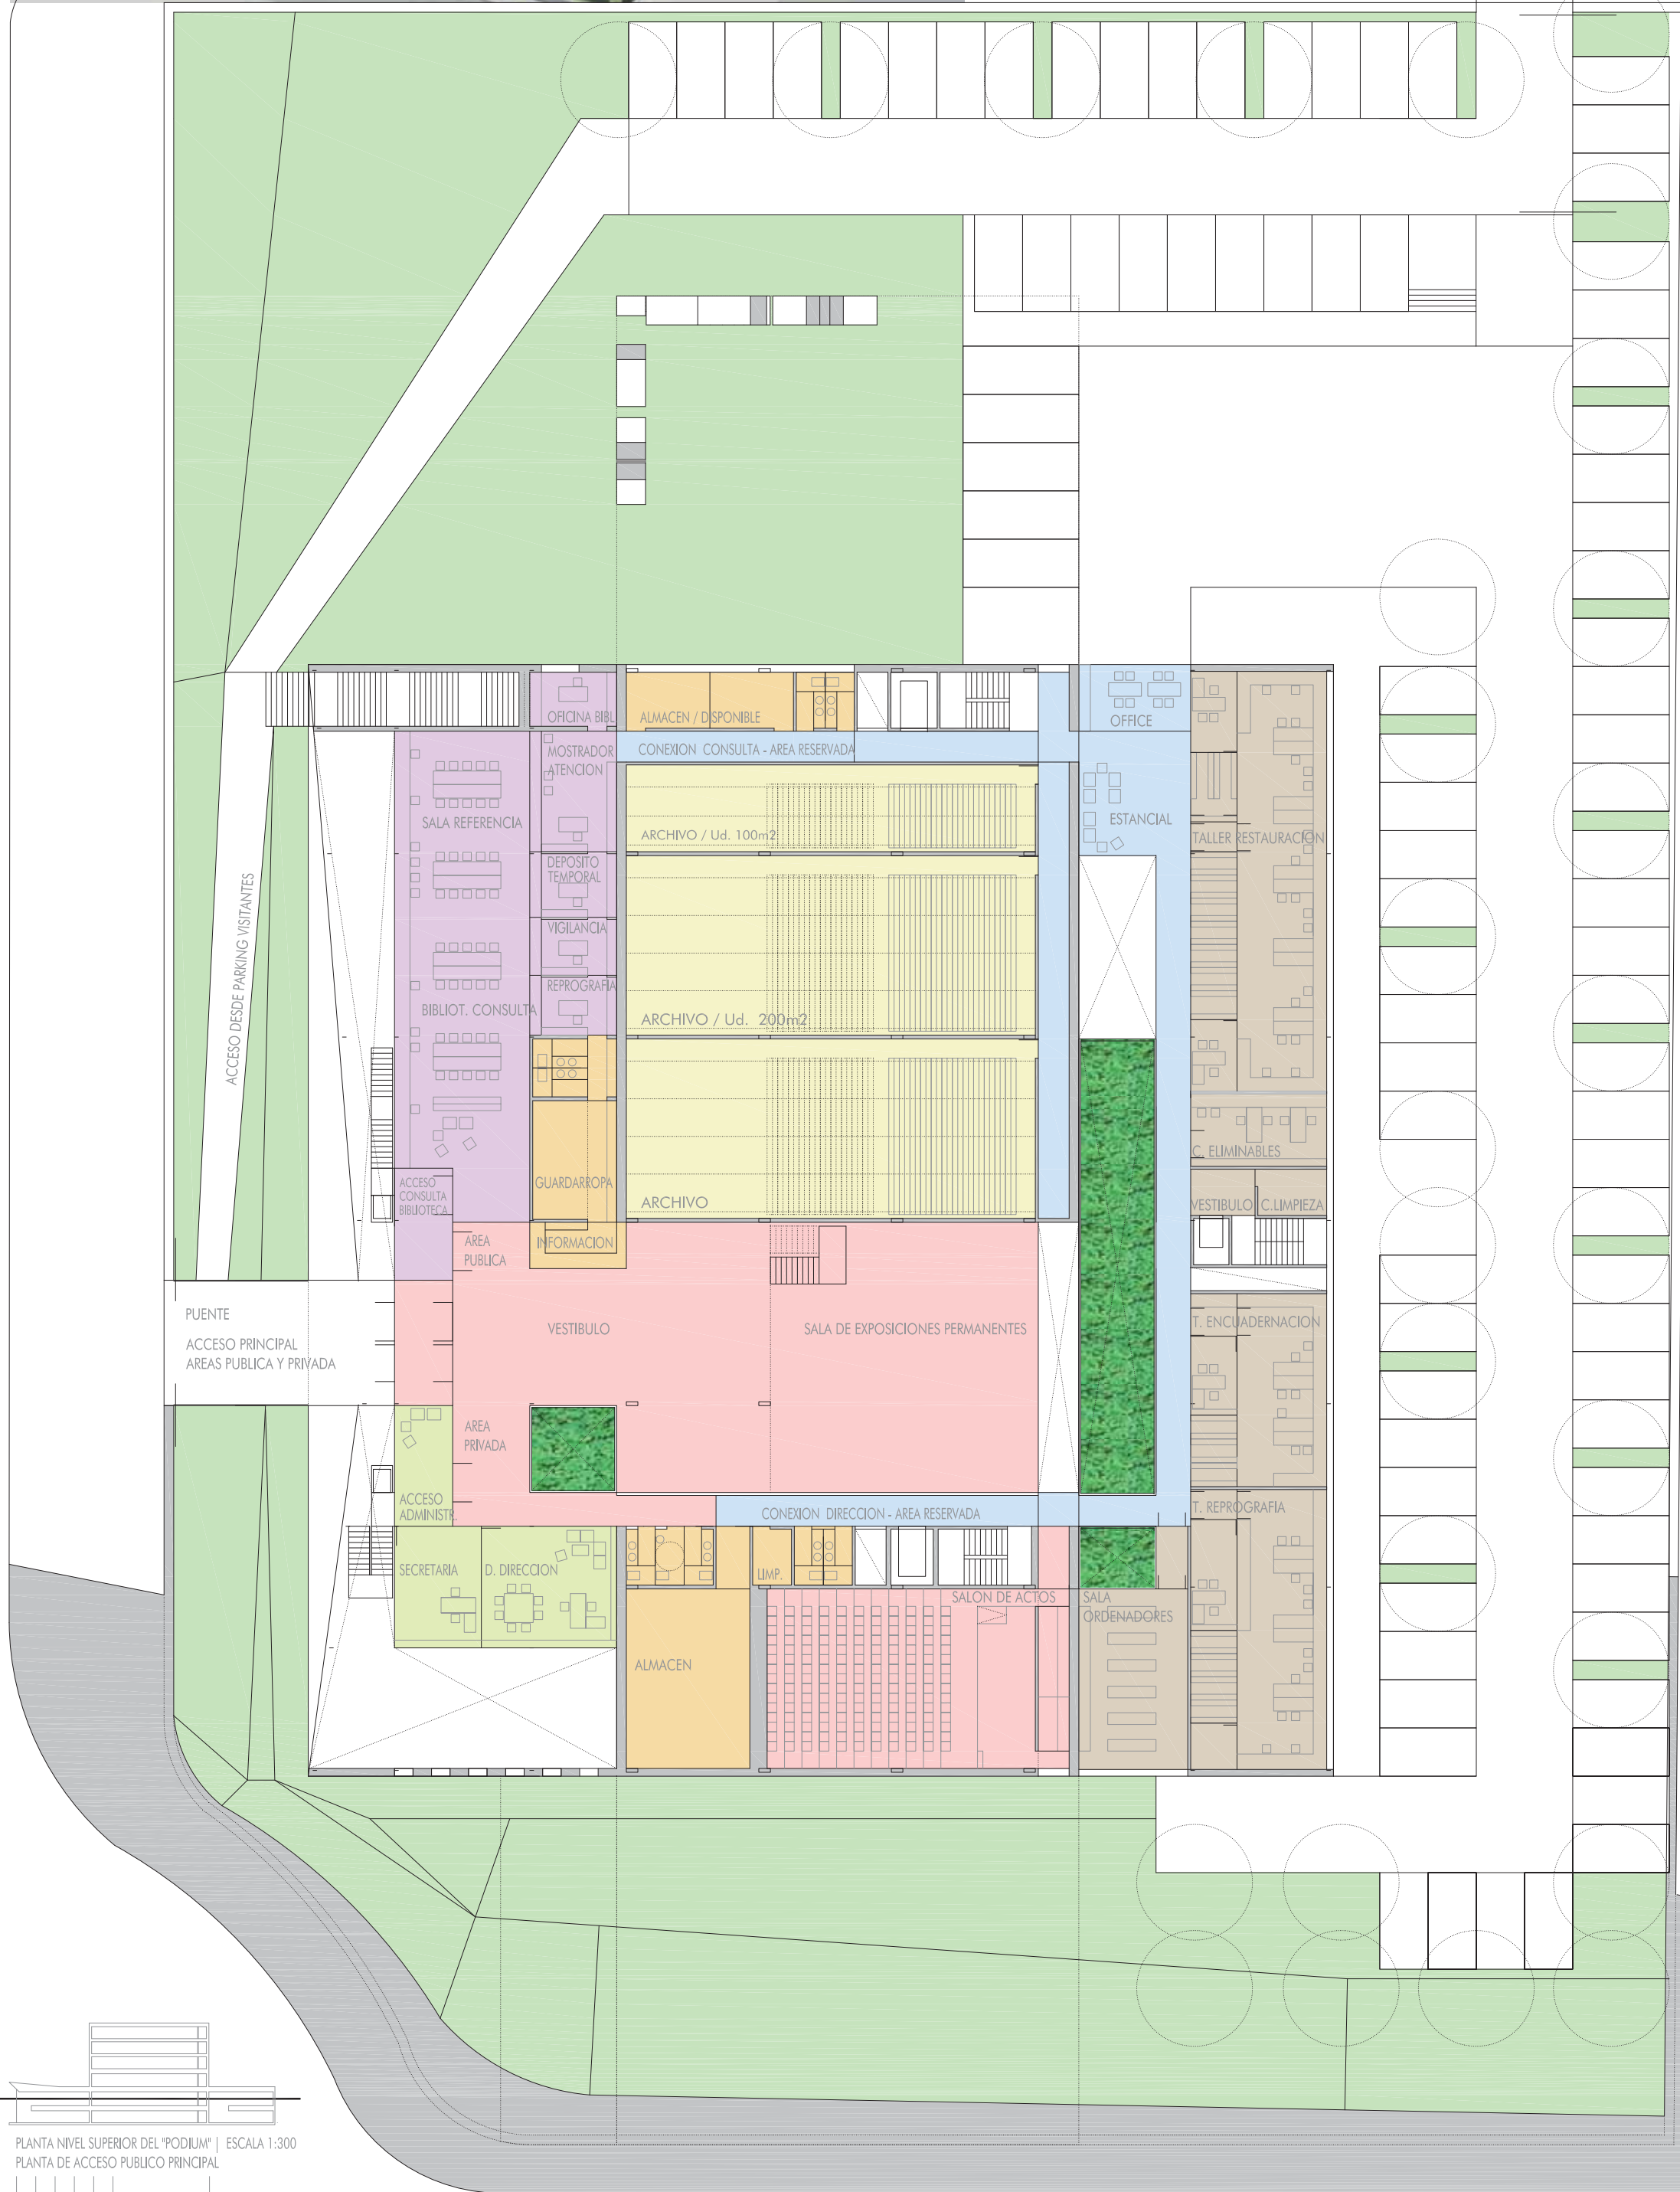 OFICINA BIBL
ALMACEN / DISPONIBLE
OFFICE
MOSTRADOR
ATENCION
CONEXION CONSULTA - AREA RESERVADA
SALA REFERENCIA
ARCHIVO / Ud. 100m2
ESTANCIAL
TALLER RESTAURACION
DEPOSITO
TEMPORAL
ACCESO DESDE PARKING VISITANTES
VIGILANCIA
REPROGRAFIA
BIBLIOT. CONSULTA
ARCHIVO / Ud. 200m2
C. ELIMINABLES
ACCESO
CONSULTA
BIBLIOTECA
GUARDARROPA
ARCHIVO
VESTIBULO
C.LIMPIEZA
AREA
PUBLICA
INFORMACION
PUENTE
ACCESO PRINCIPAL
AREAS PUBLICA Y PRIVADA
VESTIBULO
SALA DE EXPOSICIONES PERMANENTES
T. ENCUADERNACION
AREA
PRIVADA
ACCESO
ADMINISTR.
CONEXION DIRECCION - AREA RESERVADA
T. REPROGRAFIA
SECRETARIA
D. DIRECCION
LIMP.
SALON DE ACTOS
SALA
ORDENADORES
ALMACEN
PLANTA NIVEL SUPERIOR DEL "PODIUM" | ESCALA 1:300
PLANTA DE ACCESO PUBLICO PRINCIPAL